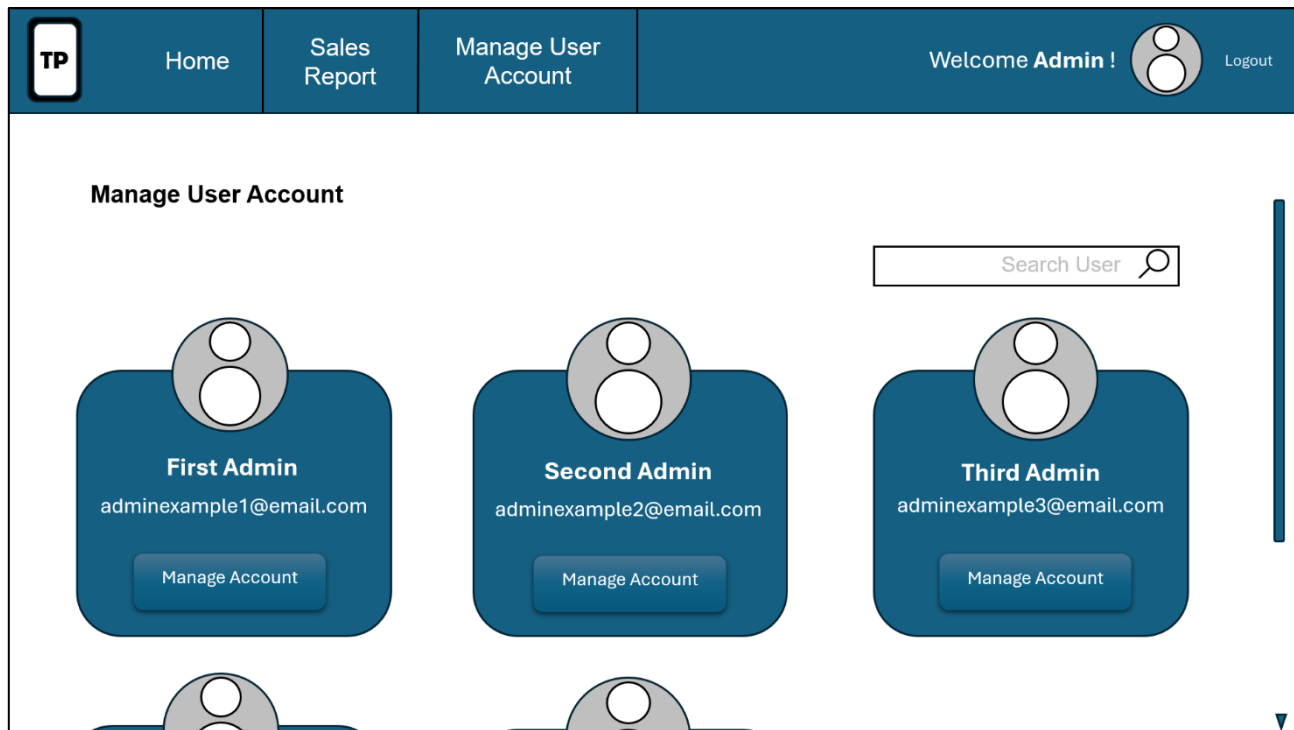 TP
Home
Sales
Report
Manage User
Account
Welcome Admin !
Logout
Manage User Account
Search User
First Admin
adminexample1@email.com
Manage Account
Second Admin
adminexample2@email.com
Manage Account
Third Admin
adminexample3@email.com
Manage Account